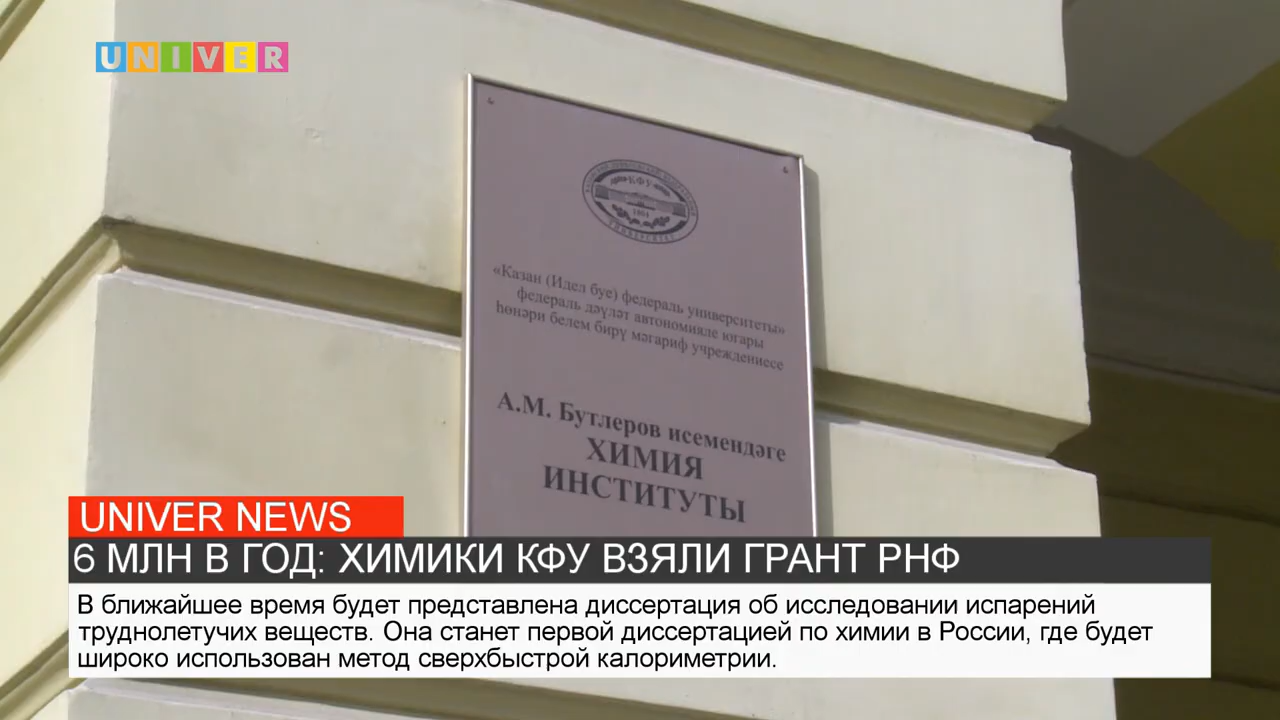 UNIVER
КФУ
1804
«Казан (Идел буе) федераль университеты»
федераль дәүләт автономияле югары
һөнәри белем бирү мәгариф учреждениесе
А.М. Бутлеров исемендәге
ХИМИЯ
ИНСТИТУТЫ
UNIVER NEWS
6 МЛН В ГОД: ХИМИКИ КФУ ВЗЯЛИ ГРАНТ РНФ
В ближайшее время будет представлена диссертация об исследовании испарений
труднолетучих веществ. Она станет первой диссертацией по химии в России, где будет
широко использован метод сверхбыстрой калориметрии.